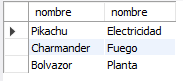 nombre nombre
Pikachu Electricidad
Charmander Fuego
Bolvazor Planta